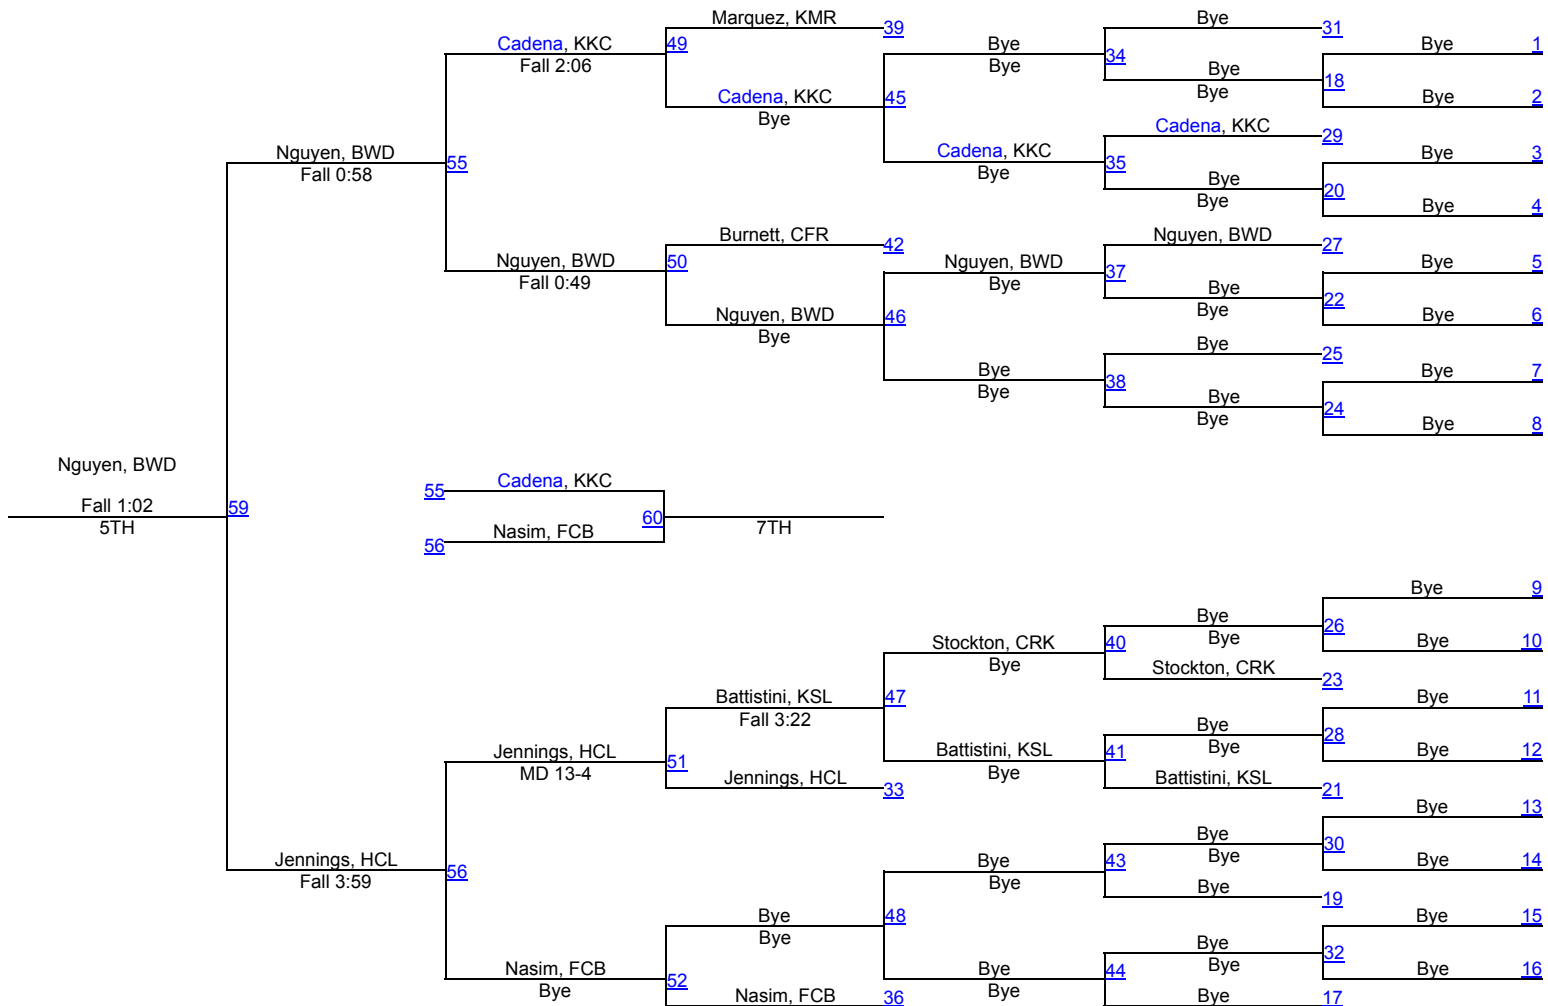 Marquez, KMR 39
Bye 31
Cadena, KKC 49
Fall 2:06
Bye
Bye 34
Bye 1
Bye
Bye 18
Cadena, KKC 45
Bye
Bye 2
Cadena, KKC 29
Nguyen, BWD 55
Fall 0:58
Cadena, KKC 35
Bye
Bye 3
Bye
Bye 20
Bye 4
Burnett, CFR 42
Nguyen, BWD 27
Nguyen, BWD 50
Fall 0:49
Nguyen, BWD 37
Bye
Bye 5
Bye
Bye 22
Nguyen, BWD 46
Bye
Bye 6
Bye 25
Bye
Bye 38
Bye 7
Bye
Bye 24
Bye 8
Nguyen, BWD
Fall 1:02 59
5TH
55 Cadena, KKC
60 7TH
56 Nasim, FCB
Bye 9
Bye
Bye 26
Stockton, CRK 40
Bye
Bye 10
Stockton, CRK 23
Battistini, KSL 47
Fall 3:22
Bye 11
Bye
Bye 28
Jennings, HCL 51
MD 13-4
Battistini, KSL 41
Bye
Bye 12
Jennings, HCL 33
Battistini, KSL 21
Bye 13
Bye
Bye 30
Jennings, HCL 56
Fall 3:59
Bye
Bye 43
Bye 14
Bye 19
Bye
Bye 48
Bye 15
Bye
Bye 32
Nasim, FCB 52
Bye
Bye
Bye 44
Bye 16
Nasim, FCB 36
Bye 17